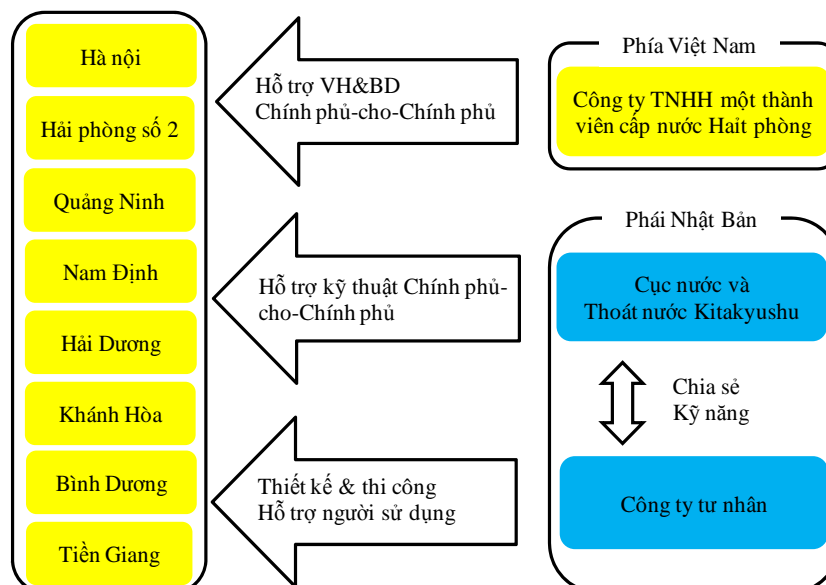 Hà nội
Hải phòng số 2
Quảng Ninh
Nam Định
Hải Dương
Khánh Hòa
Bình Dương
Tiền Giang
Hỗ trợ VH&BD
Chính phủ-cho-Chính phủ
Hỗ trợ kỹ thuật Chính phủ-
cho-Chính phủ
Thiết kế & thi công
Hỗ trợ người sử dụng
Phía Việt Nam
Công ty TNHH một thành
viên cấp nước Hait phòng
Phái Nhật Bản
Cục nước và
Thoát nước Kitakyushu
Chia sẻ
Kỹ năng
Công ty tư nhân